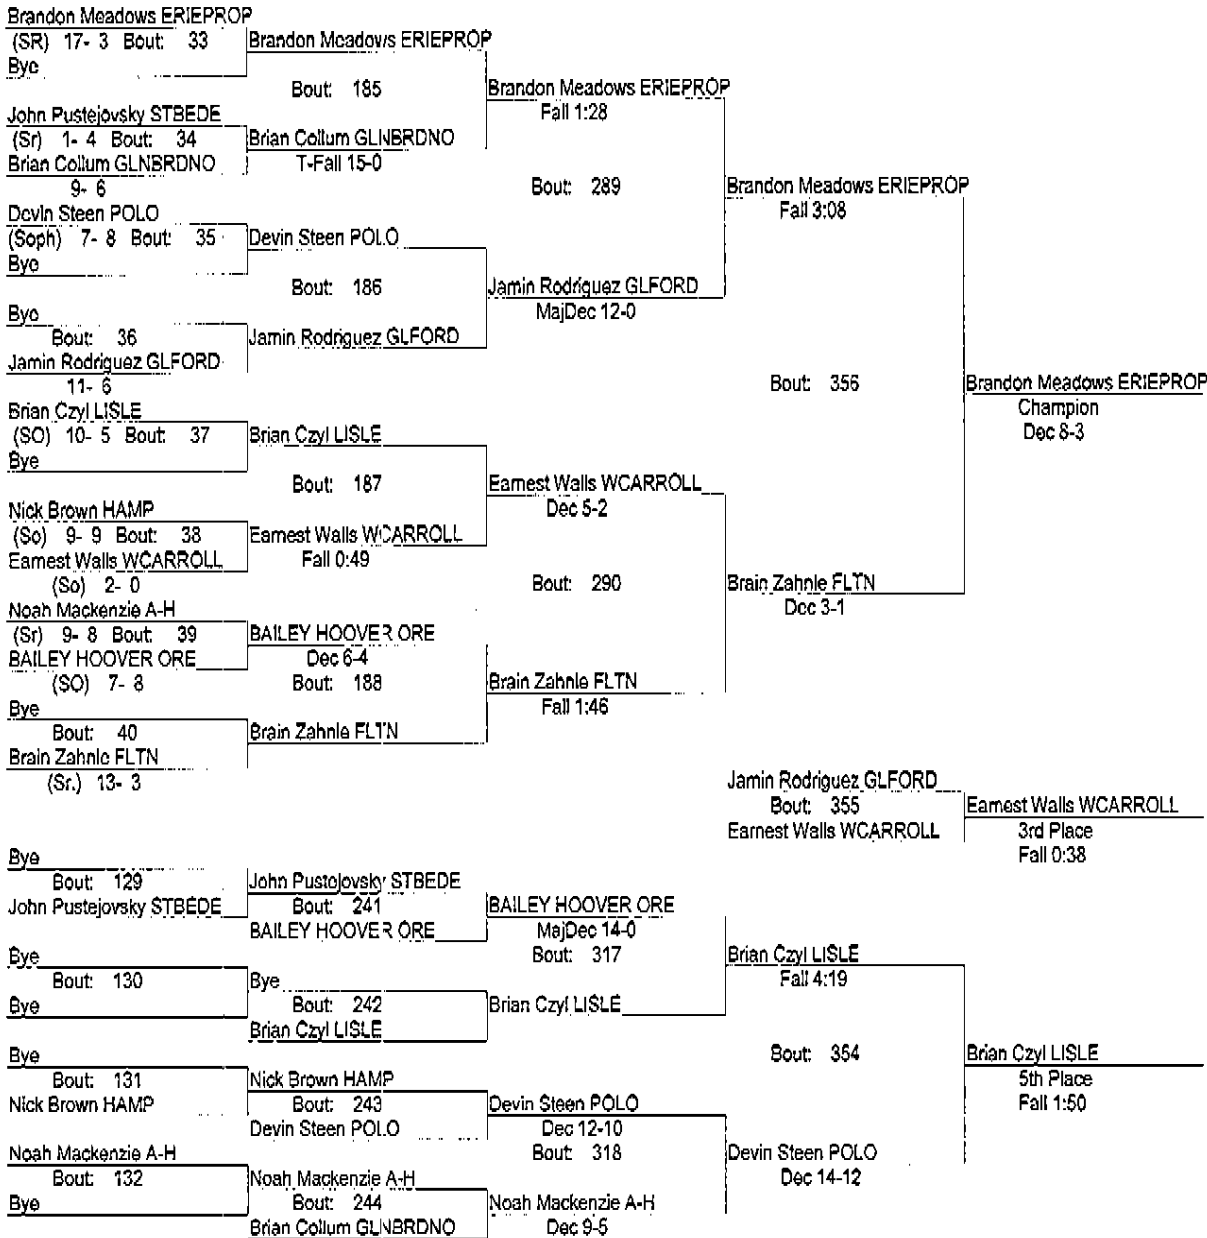 Brandon Meadows ERIEPROP
(SR) 17- 3 Bout: 33
Bye
John Pustejovsky STBEDE
(Sr) 1- 4 Bout: 34
Brian Collum GLNBRDNO
9- 6
Devin Steen POLO
(Soph) 7- 8 Bout: 35
Bye
Bye
Bout: 36
Jamin Rodriguez GLFORD
11- 6
Brian Czyl LISLE
(SO) 10- 5 Bout: 37
Bye
Nick Brown HAMP
(So) 9- 9 Bout: 38
Earnest Walls WCARROLL
(So) 2- 0
Noah Mackenzie A-H
(Sr) 9- 8 Bout: 39
BAILEY HOOVER ORE
(SO) 7- 8
Bye
Bout: 40
Brain Zahnle FLTN
(Sr.) 13- 3
Brandon Meadows ERIEPROP
Bout: 185
Brian Collum GLNBRDNO
T-Fall 15-0
Devin Steen POLO
Bout: 186
Jamin Rodriguez GLFORD
Brian Czyl LISLE
Bout: 187
Earnest Walls WCARROLL
Fall 0:49
BAILEY HOOVER ORE
Dec 6-4
Bout: 188
Brain Zahnle FLTN
Brandon Meadows ERIEPROP
Fall 1:28
Bout: 289
Jamin Rodriguez GLFORD
MajDec 12-0
Earnest Walls WCARROLL
Dec 5-2
Bout: 290
Brain Zahnle FLTN
Fall 1:46
Brandon Meadows ERIEPROP
Fall 3:08
Bout: 356
Brain Zahnle FLTN
Dec 3-1
Brandon Meadows ERIEPROP
Champion
Dec 8-3
Jamin Rodriguez GLFORD
Bout: 355
Earnest Walls WCARROLL
Earnest Walls WCARROLL
3rd Place
Fall 0:38
Bye
Bout: 129
John Pustejovsky STBEDE
Bye
Bout: 130
Bye
Bye
Bout: 131
Nick Brown HAMP
Noah Mackenzie A-H
Bout: 132
Bye
John Pustejovsky STBEDE
Bout: 241
BAILEY HOOVER ORE
Bye
Bout: 242
Brian Czyl LISLE
Nick Brown HAMP
Bout: 243
Devin Steen POLO
Noah Mackenzie A-H
Bout: 244
Brian Collum GLNBRDNO
BAILEY HOOVER ORE
MajDec 14-0
Bout: 317
Brian Czyl LISLE
Devin Steen POLO
Dec 12-10
Bout: 318
Noah Mackenzie A-H
Dec 9-5
Brian Czyl LISLE
Fall 4:19
Bout: 354
Devin Steen POLO
Dec 14-12
Brian Czyl LISLE
5th Place
Fall 1:50